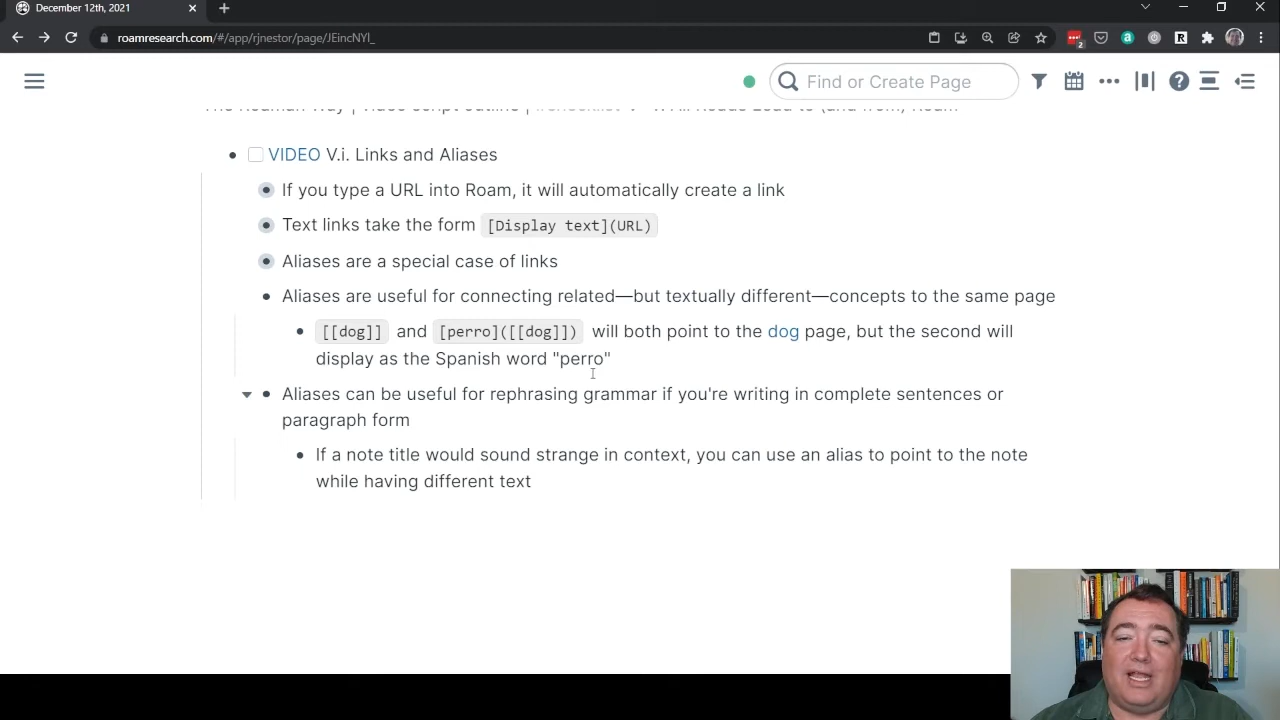 December 12th, 2021
roamresearch.com/#/app/rjnestor/page/JEincNYl_
2
R
Find or Create Page
VIDEO V.i. Links and Aliases
If you type a URL into Roam, it will automatically create a link
Text links take the form [Display text](URL)
Aliases are a special case of links
Aliases are useful for connecting related—but textually different—concepts to the same page
[[dog]] and [perro]([[dog]]) will both point to the dog page, but the second will
display as the Spanish word "perro"
Aliases can be useful for rephrasing grammar if you're writing in complete sentences or
paragraph form
If a note title would sound strange in context, you can use an alias to point to the note
while having different text